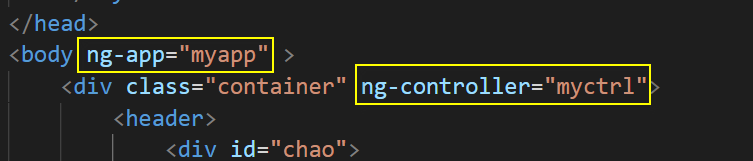 </head>
<body ng-app="myapp" >
<div class="container" ng-controller="myctrl">
<header>
<div id="chao">